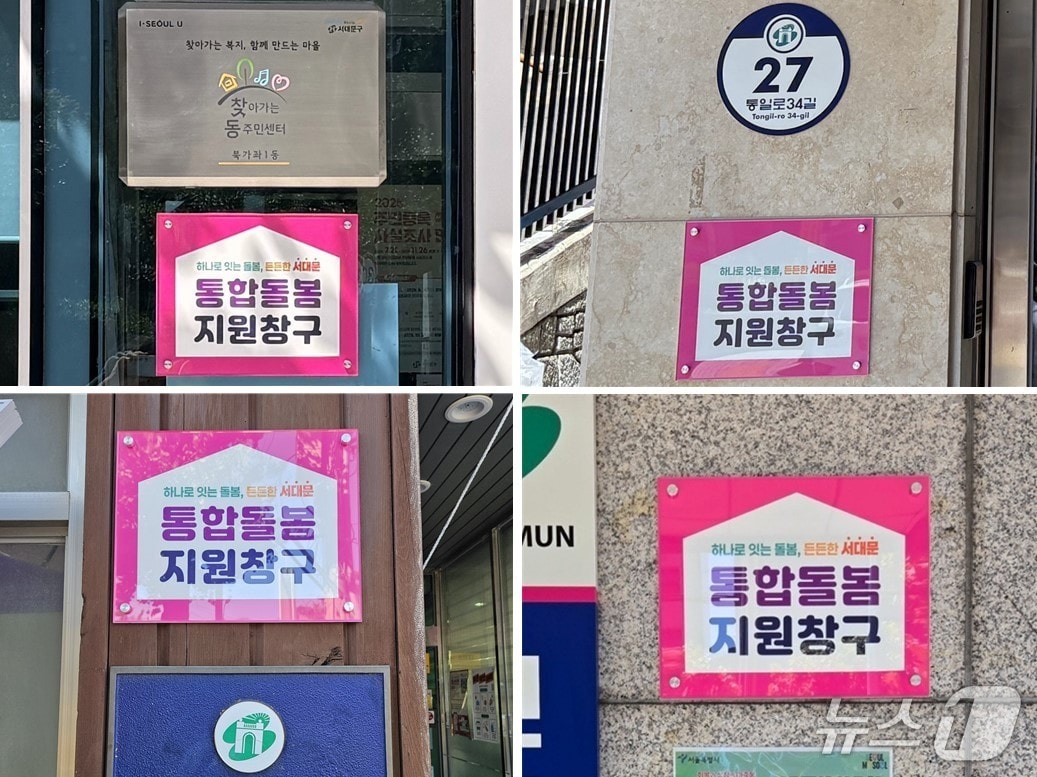 I·SEOUL U
서대문구
찾아가는 복지, 함께 만드는 마을
찾아가는
동주민센터
북가좌1동
하나로 잇는 돌봄, 든든한 서대문
통합돌봄
지원창구
27
통일로34길
Tongil-ro 34-gil
하나로 잇는 돌봄, 든든한 서대문
통합돌봄
지원창구
하나로 잇는 돌봄, 든든한 서대문
통합돌봄
지원창구
MUN
하나로 잇는 돌봄, 든든한 서대문
통합돌봄
지원창구
뉴스1
서울특별시